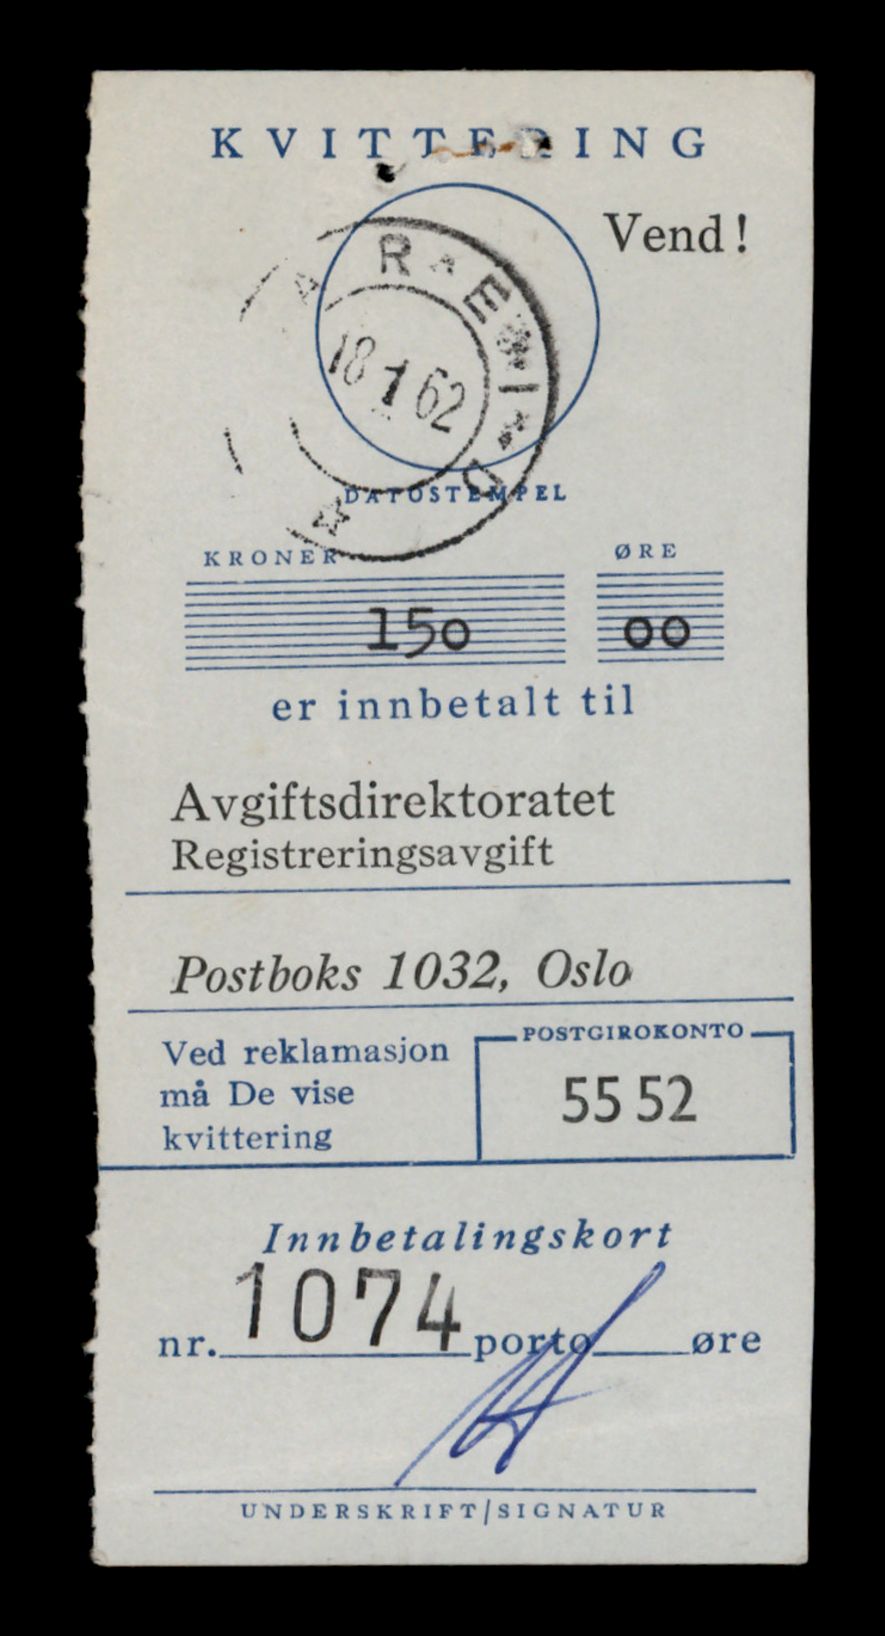 KVITTERING
Vend!
18 1 62
DATOSTEMPEL
KRONER ØRE
150 00
er innbetalt til
Avgiftsdirektoratet
Registreringsavgift
Postboks 1032, Oslo
Ved reklamasjon
må De vise
kvittering
POSTGIROKONTO
55 52
Innbetalingskort
nr. 1074 porto øre
UNDERSKRIFT/SIGNATUR